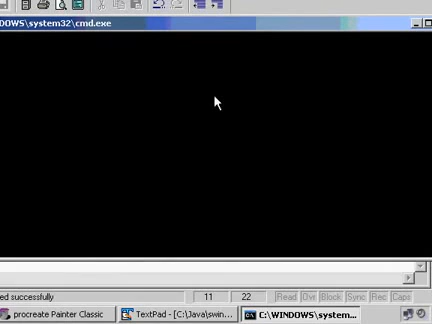 DOWS\system32\cmd.exe
ed successfully
11
22
Read
Ovr
Block
Sync
Rec
Caps
procreate Painter Classic
TextPad - [C:\Java\swin...
C:\WINDOWS\system...